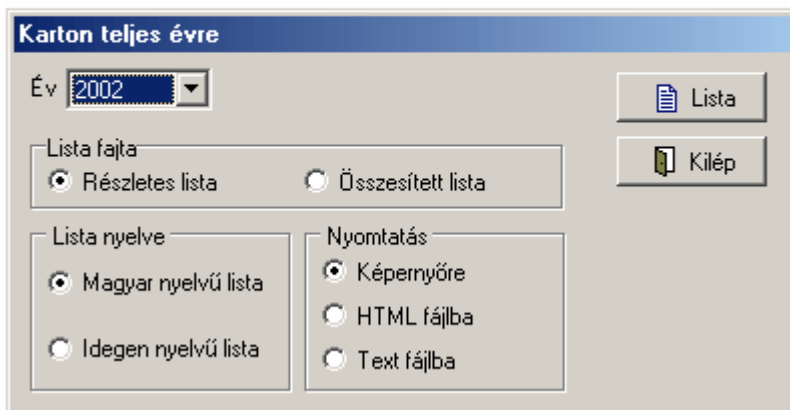 Karton teljes évre
Év 2002
Lista
Kilép
Lista fajta
Részletes lista
Összesített lista
Lista nyelve
Magyar nyelvű lista
Idegen nyelvű lista
Nyomtatás
Képernyőre
HTML fájlba
Text fájlba